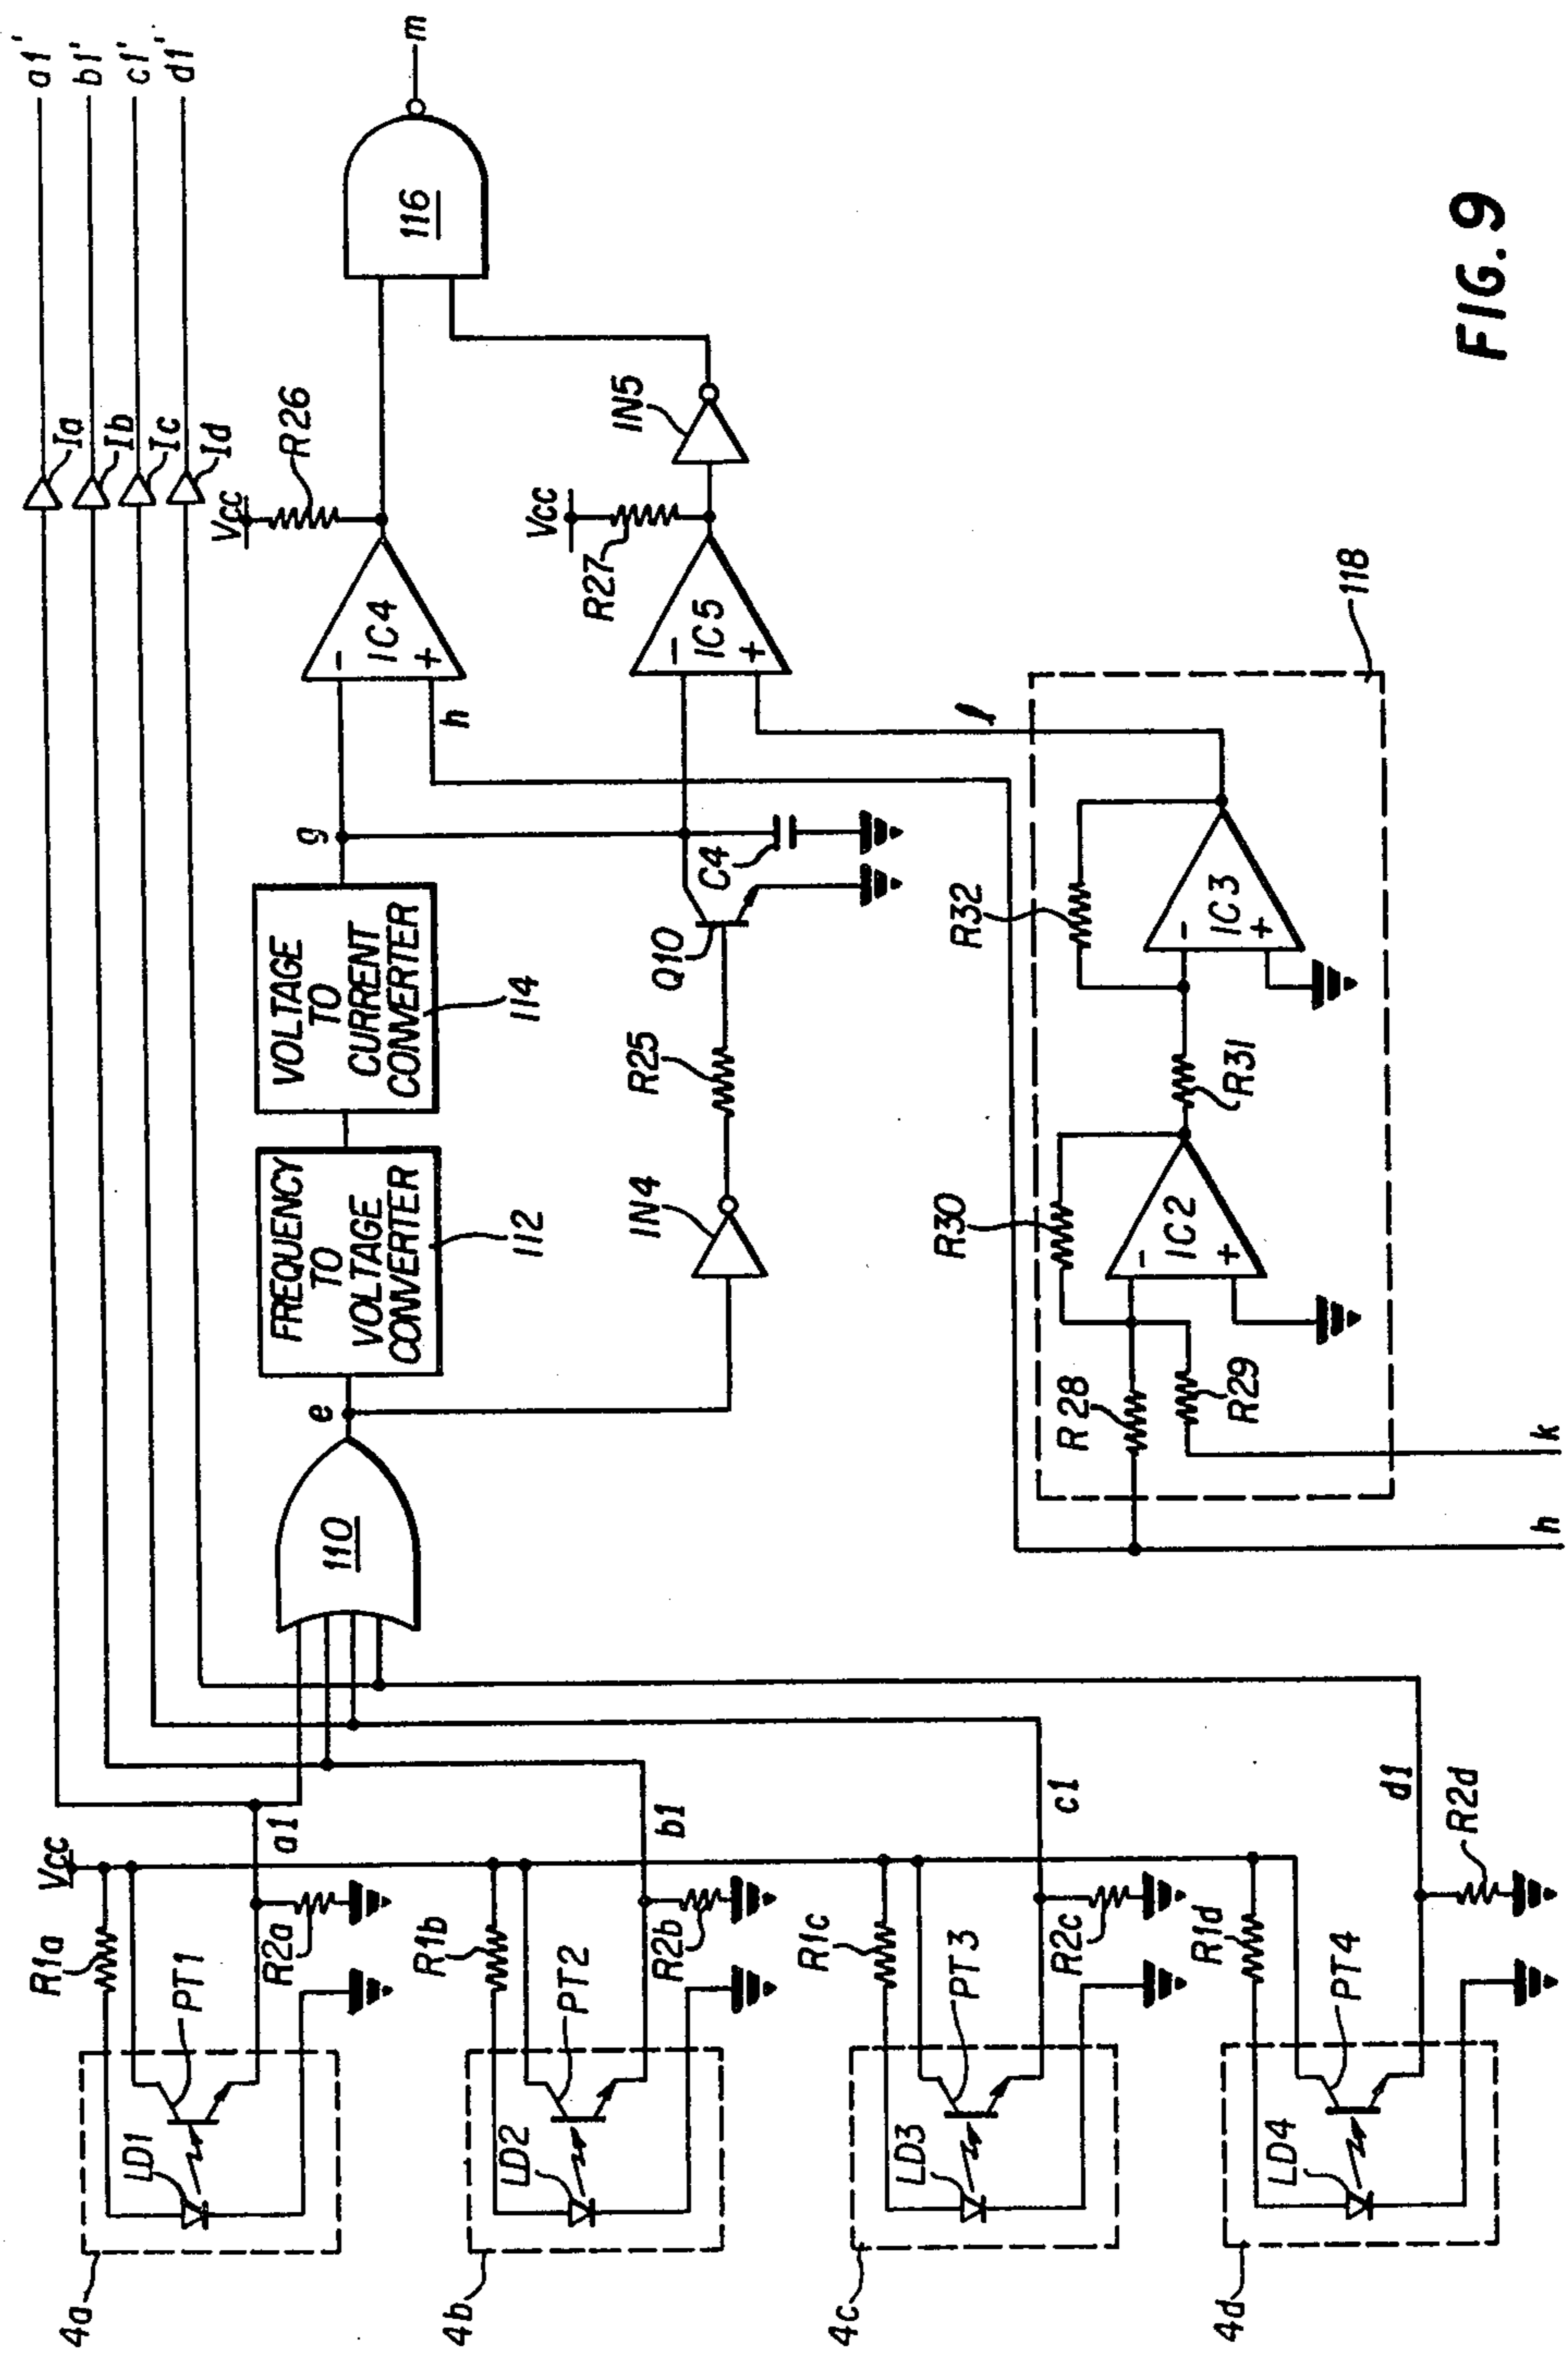 a1'
b1'
c1'
d1'
Ia
Ib
Ic
Id
m
116
Vcc
R26
IN5
Vcc
R27
IC4
-
+
h
IC5
-
+
l
118
g
VOLTAGE
TO
CURRENT
CONVERTER
114
C4
Q10
R25
FREQUENCY
TO
VOLTAGE
CONVERTER
112
IN4
e
110
R32
IC3
-
+
R31
R30
IC2
-
+
R28
R29
k
h
Vcc
a1
b1
c1
d1
R1a
R2a
PT1
LD1
4a
R1b
R2b
PT2
LD2
4b
R1c
R2c
PT3
LD3
4c
R1d
R2d
PT4
LD4
4d
FIG. 9